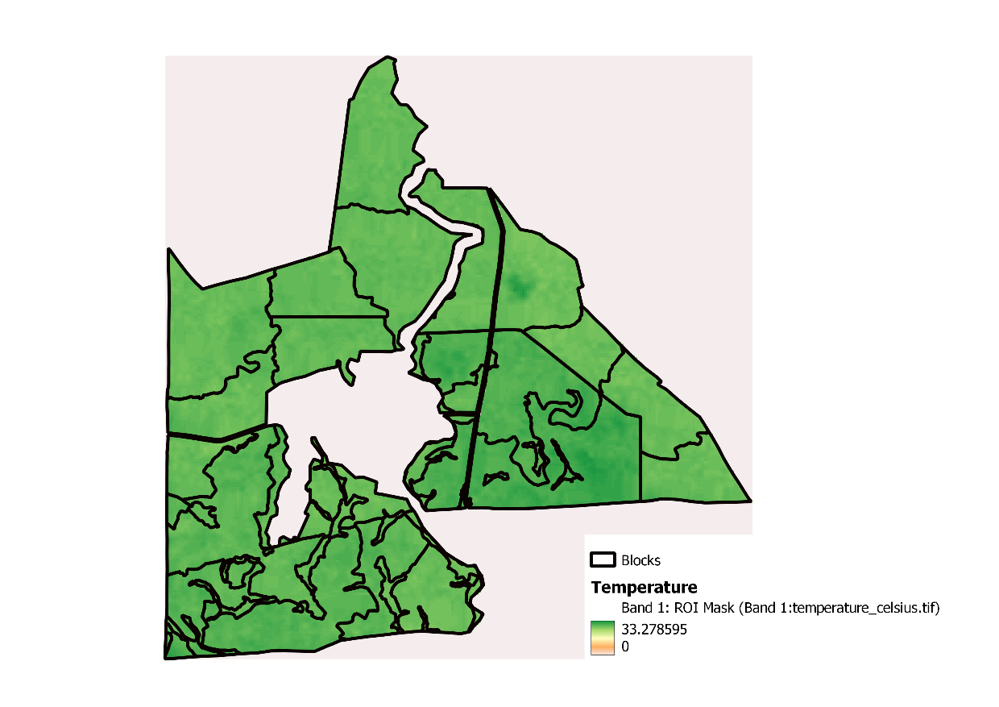 Blocks
Temperature
Band 1: ROI Mask (Band 1:temperature_celsius.tif)
33.278595
0